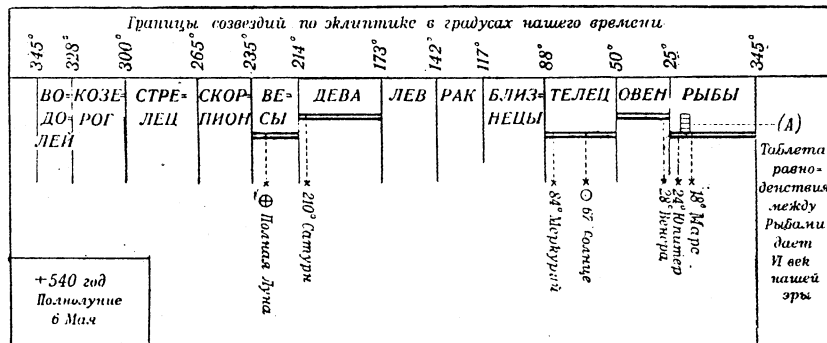 Границы созвездий по эклиптике в градусах нашего времени
345° 328° 300° 265° 235° 214° 173° 142° 117° 88° 50° 25° 345°
ВО=
ДО=
ЛЕЙ
КОЗЕ=
РОГ
СТРЕ=
ЛЕЦ
СКОР=
ПИОН
ВЕ=
СЫ
ДЕВА
ЛЕВ
РАК
БЛИЗ=
НЕЦЫ
ТЕЛЕЦ
ОВЕН
РЫБЫ
(А)
Таблета
равно=
денствия
между
Рыбами
дает
VI век
нашей
эры
⊕ Полная Луна
210° Сатурн
84° Меркурий
☉ 67 Солнце
28° Венера
24° Юпитер
18° Марс
+540 год
Полнолуние
6 Мая